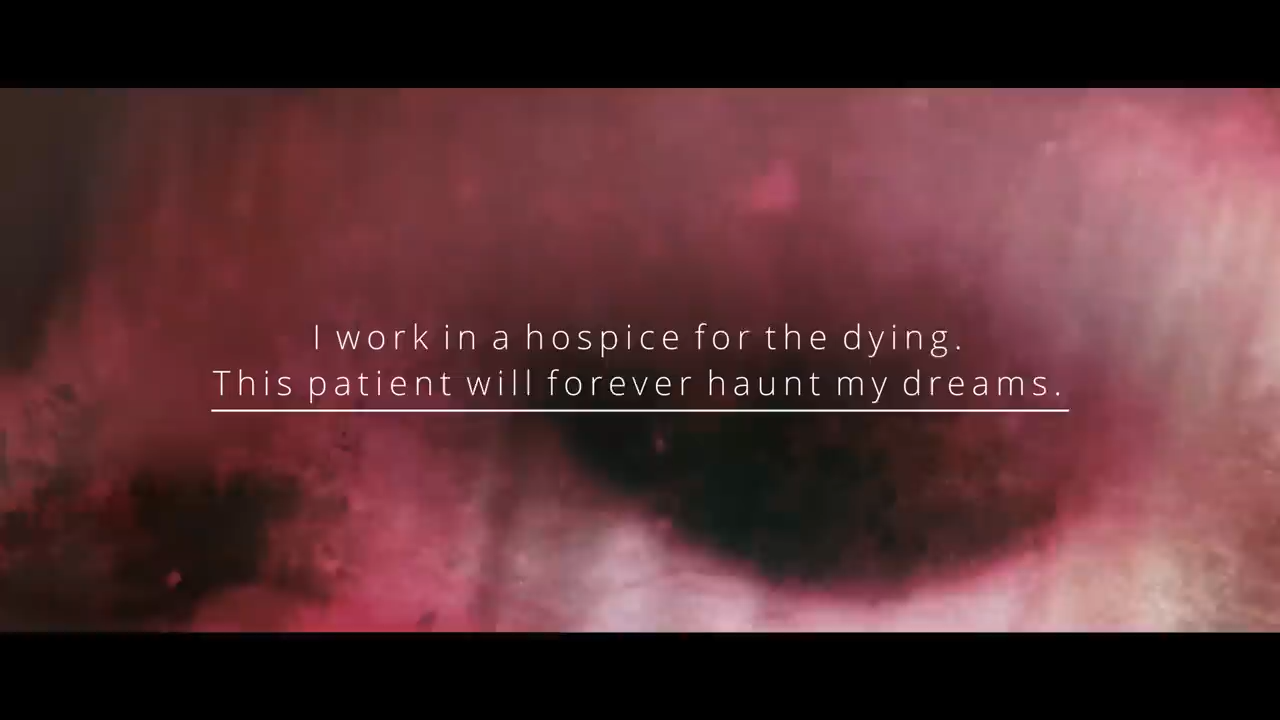 I work in a hospice for the dying.
This patient will forever haunt my dreams.